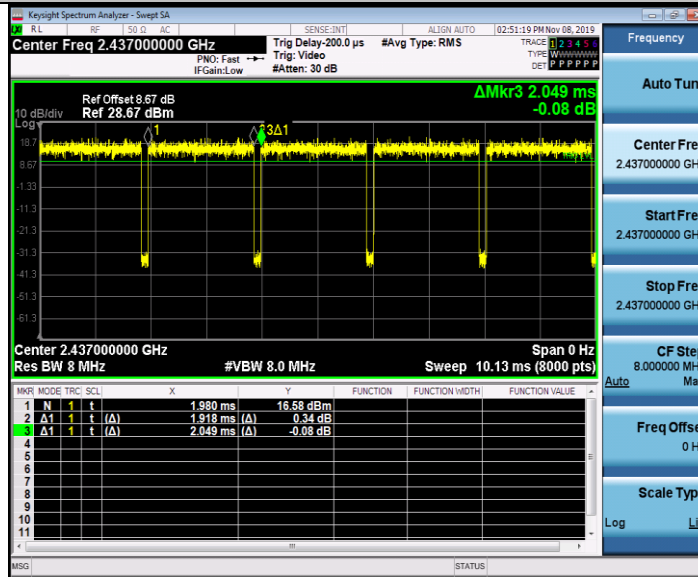 Keysight Spectrum Analyzer - Swept SA
RL RF 50 Ω AC SENSE:INT ALIGN AUTO 02:51:19 PM Nov 08, 2019
Center Freq 2.437000000 GHz
PNO: Fast
IFGain:Low
Trig Delay-200.0 µs
Trig: Video
#Atten: 30 dB
#Avg Type: RMS
TRACE 1 2 3 4 5 6
TYPE WWWWWW
DET P P P P P P
Frequency
Auto Tun
Center Fre
2.437000000 GH
Start Fre
2.437000000 GH
Stop Fre
2.437000000 GH
CF Ste
8.000000 MH
Auto Ma
Freq Offse
0 H
Scale Typ
Log Li
ΔMkr3 2.049 ms
-0.08 dB
Ref Offset 8.67 dB
10 dB/div Ref 28.67 dBm
Log
1
3Δ1
18.7
8.67
-1.33
-11.3
-21.3
-31.3
-41.3
-51.3
-61.3
Center 2.437000000 GHz Span 0 Hz
Res BW 8 MHz #VBW 8.0 MHz Sweep 10.13 ms (8000 pts)
MKR MODE TRC SCL X Y FUNCTION FUNCTION WIDTH FUNCTION VALUE
1 N 1 t 1.980 ms 16.58 dBm
2 Δ1 1 t (Δ) 1.918 ms (Δ) 0.34 dB
3 Δ1 1 t (Δ) 2.049 ms (Δ) -0.08 dB
4
5
6
7
8
9
10
11
MSG STATUS